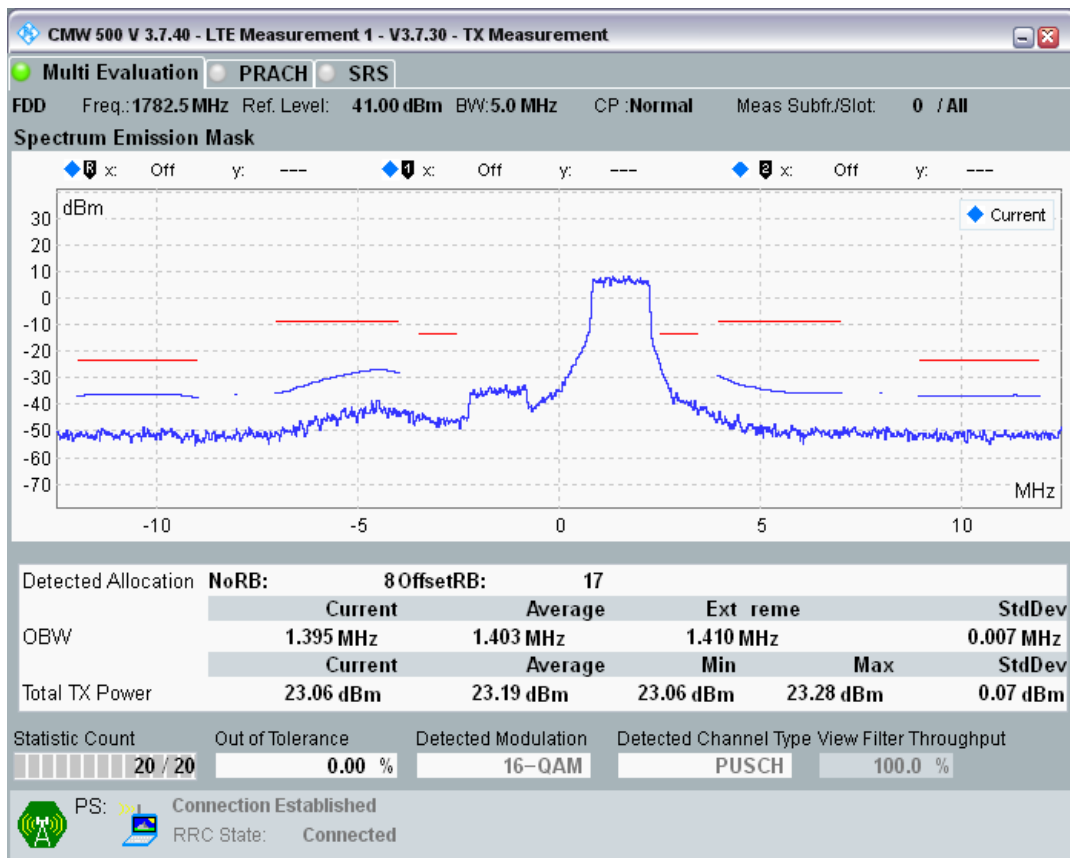 CMW 500 V 3.7.40 - LTE Measurement 1 - V3.7.30 - TX Measurement
Multi Evaluation PRACH SRS
FDD Freq.: 1782.5 MHz Ref. Level: 41.00 dBm BW: 5.0 MHz CP : Normal Meas Subfr./Slot: 0 / All
Spectrum Emission Mask
R x: Off y: --- 1 x: Off y: --- 2 x: Off y: ---
dBm
Current
30
20
10
0
-10
-20
-30
-40
-50
-60
-70
MHz
-10 -5 0 5 10
Detected Allocation NoRB: 8 OffsetRB: 17
Current Average Ext reme StdDev
OBW 1.395 MHz 1.403 MHz 1.410 MHz 0.007 MHz
Current Average Min Max StdDev
Total TX Power 23.06 dBm 23.19 dBm 23.06 dBm 23.28 dBm 0.07 dBm
Statistic Count Out of Tolerance Detected Modulation Detected Channel Type View Filter Throughput
20 / 20 0.00 % 16-QAM PUSCH 100.0 %
PS: Connection Established
RRC State: Connected